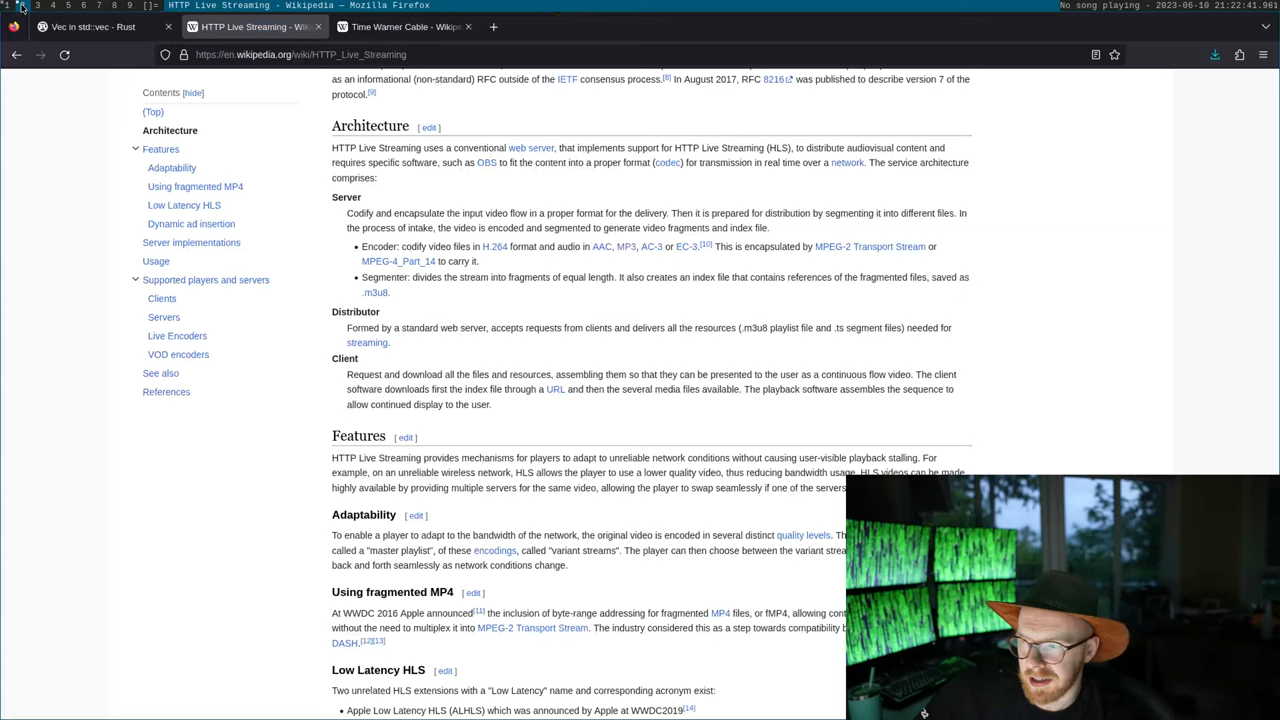 1 2 3 4 5 6 7 8 9 []= HTTP Live Streaming - Wikipedia — Mozilla Firefox No song playing - 2023-06-10 21:22:41.961
Vec in std::vec - Rust HTTP Live Streaming - Wiki Time Warner Cable - Wikipe
https://en.wikipedia.org/wiki/HTTP_Live_Streaming
as an informational (non-standard) RFC outside of the IETF consensus process.[8] In August 2017, RFC 8216 was published to describe version 7 of the
protocol.[9]
Contents [hide]
(Top)
Architecture
Features
Adaptability
Using fragmented MP4
Low Latency HLS
Dynamic ad insertion
Server implementations
Usage
Supported players and servers
Clients
Servers
Live Encoders
VOD encoders
See also
References
Architecture [ edit ]
HTTP Live Streaming uses a conventional web server, that implements support for HTTP Live Streaming (HLS), to distribute audiovisual content and
requires specific software, such as OBS to fit the content into a proper format (codec) for transmission in real time over a network. The service architecture
comprises:
Server
Codify and encapsulate the input video flow in a proper format for the delivery. Then it is prepared for distribution by segmenting it into different files. In
the process of intake, the video is encoded and segmented to generate video fragments and index file.
• Encoder: codify video files in H.264 format and audio in AAC, MP3, AC-3 or EC-3.[10] This is encapsulated by MPEG-2 Transport Stream or
MPEG-4_Part_14 to carry it.
• Segmenter: divides the stream into fragments of equal length. It also creates an index file that contains references of the fragmented files, saved as
.m3u8.
Distributor
Formed by a standard web server, accepts requests from clients and delivers all the resources (.m3u8 playlist file and .ts segment files) needed for
streaming.
Client
Request and download all the files and resources, assembling them so that they can be presented to the user as a continuous flow video. The client
software downloads first the index file through a URL and then the several media files available. The playback software assembles the sequence to
allow continued display to the user.
Features [ edit ]
HTTP Live Streaming provides mechanisms for players to adapt to unreliable network conditions without causing user-visible playback stalling. For
example, on an unreliable wireless network, HLS allows the player to use a lower quality video, thus reducing bandwidth usage. HLS videos can be made
highly available by providing multiple servers for the same video, allowing the player to swap seamlessly if one of the servers
Adaptability [ edit ]
To enable a player to adapt to the bandwidth of the network, the original video is encoded in several distinct quality levels. Th
called a "master playlist", of these encodings, called "variant streams". The player can then choose between the variant strea
back and forth seamlessly as network conditions change.
Using fragmented MP4 [ edit ]
At WWDC 2016 Apple announced[11] the inclusion of byte-range addressing for fragmented MP4 files, or fMP4, allowing cont
without the need to multiplex it into MPEG-2 Transport Stream. The industry considered this as a step towards compatibility b
DASH.[12][13]
Low Latency HLS [ edit ]
Two unrelated HLS extensions with a "Low Latency" name and corresponding acronym exist:
• Apple Low Latency HLS (ALHLS) which was announced by Apple at WWDC2019[14]